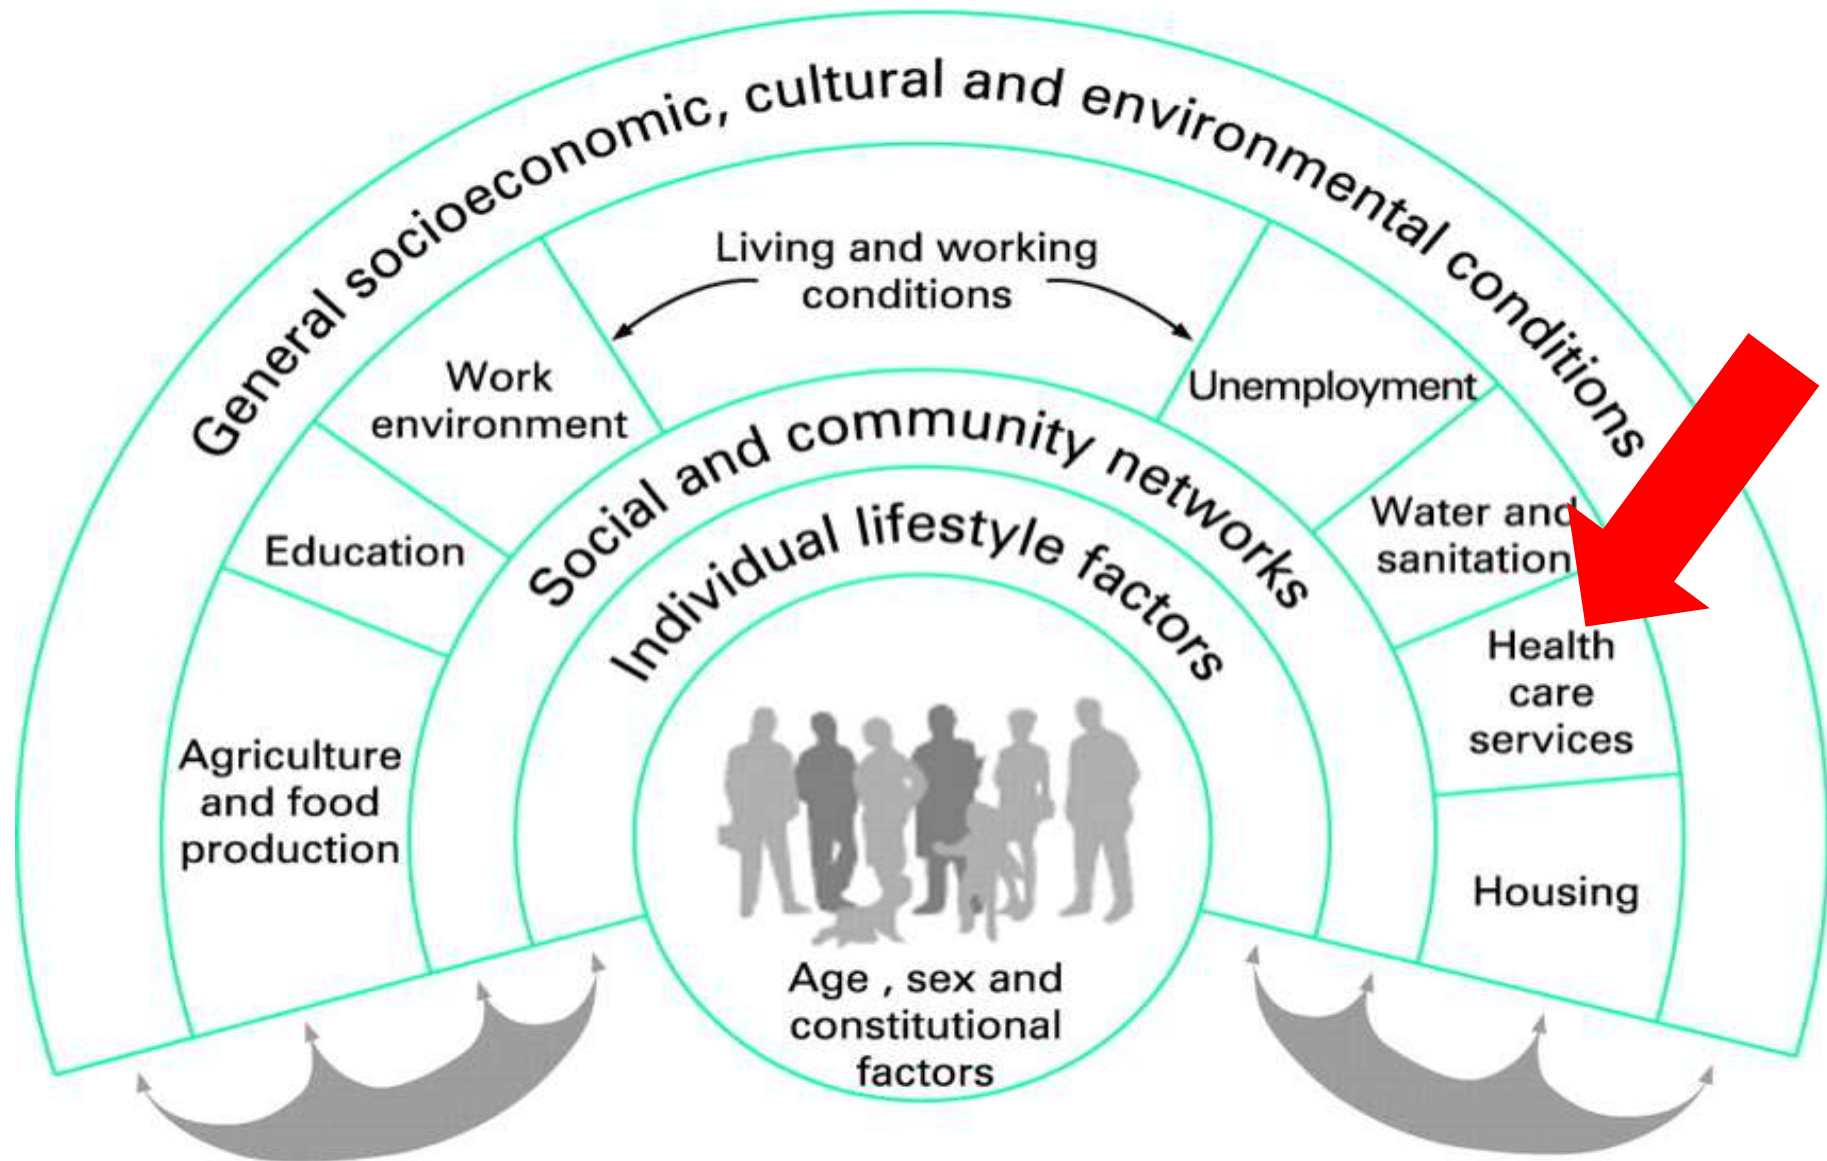 General socioeconomic, cultural and environmental conditions
Living and working
conditions
Work
environment
Unemployment
Education
Water and
sanitation
Agriculture
and food
production
Health
care
services
Housing
Social and community networks
Individual lifestyle factors
Age , sex and
constitutional
factors